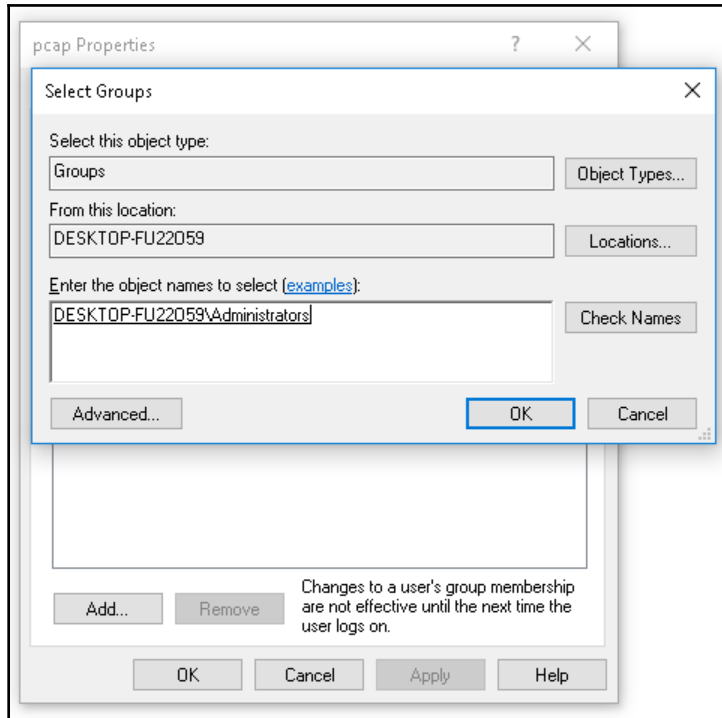 pcap Properties
?
Select Groups
Select this object type:
Groups
Object Types...
From this location:
DESKTOP-FU22O59
Locations...
Enter the object names to select (examples):
DESKTOP-FU22O59\Administrators
Check Names
Advanced...
OK
Cancel
Add...
Remove
Changes to a user's group membership
are not effective until the next time the
user logs on.
OK
Cancel
Apply
Help